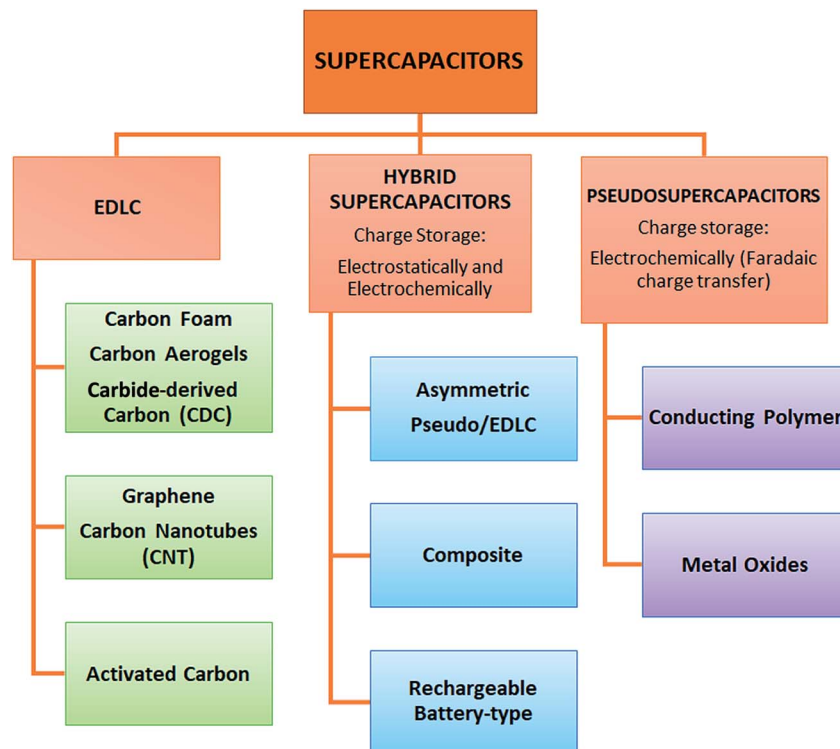 SUPERCAPACITORS
EDLC
Carbon Foam
Carbon Aerogels
Carbide-derived
Carbon (CDC)
Graphene
Carbon Nanotubes
(CNT)
Activated Carbon
HYBRID
SUPERCAPACITORS
Charge Storage:
Electrostatically and
Electrochemically
Asymmetric
Pseudo/EDLC
Composite
Rechargeable
Battery-type
PSEUDOSUPERCAPACITORS
Charge storage:
Electrochemically (Faradaic
charge transfer)
Conducting Polymer
Metal Oxides